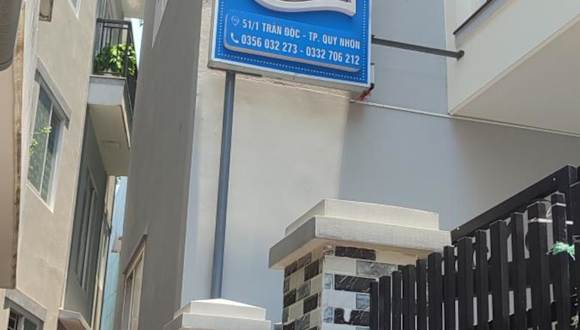 51/1 TRẦN ĐỘC - TP. QUY NHƠN
0356 032 273 - 0332 706 212